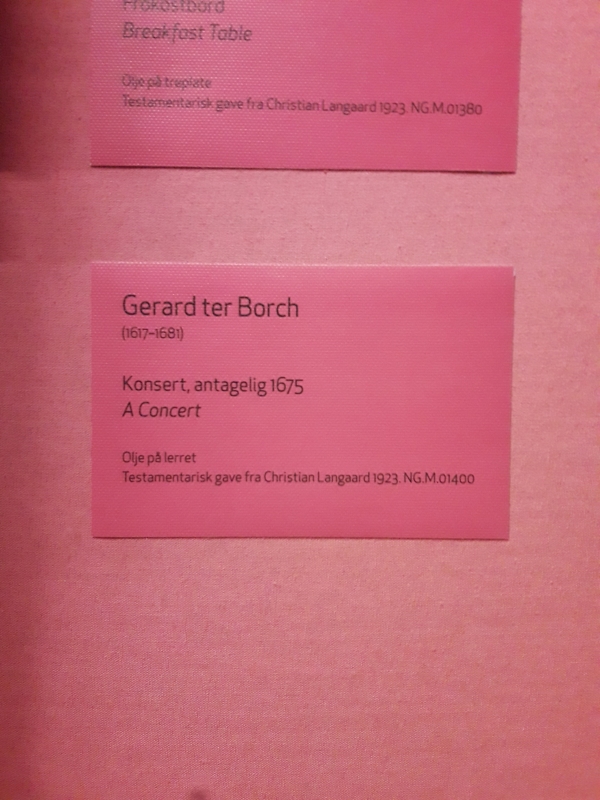 Frokostbord
Breakfast Table
Olje på treplate
Testamentarisk gave fra Christian Langaard 1923. NG.M.01380
Gerard ter Borch
(1617–1681)
Konsert, antagelig 1675
A Concert
Olje på lerret
Testamentarisk gave fra Christian Langaard 1923. NG.M.01400